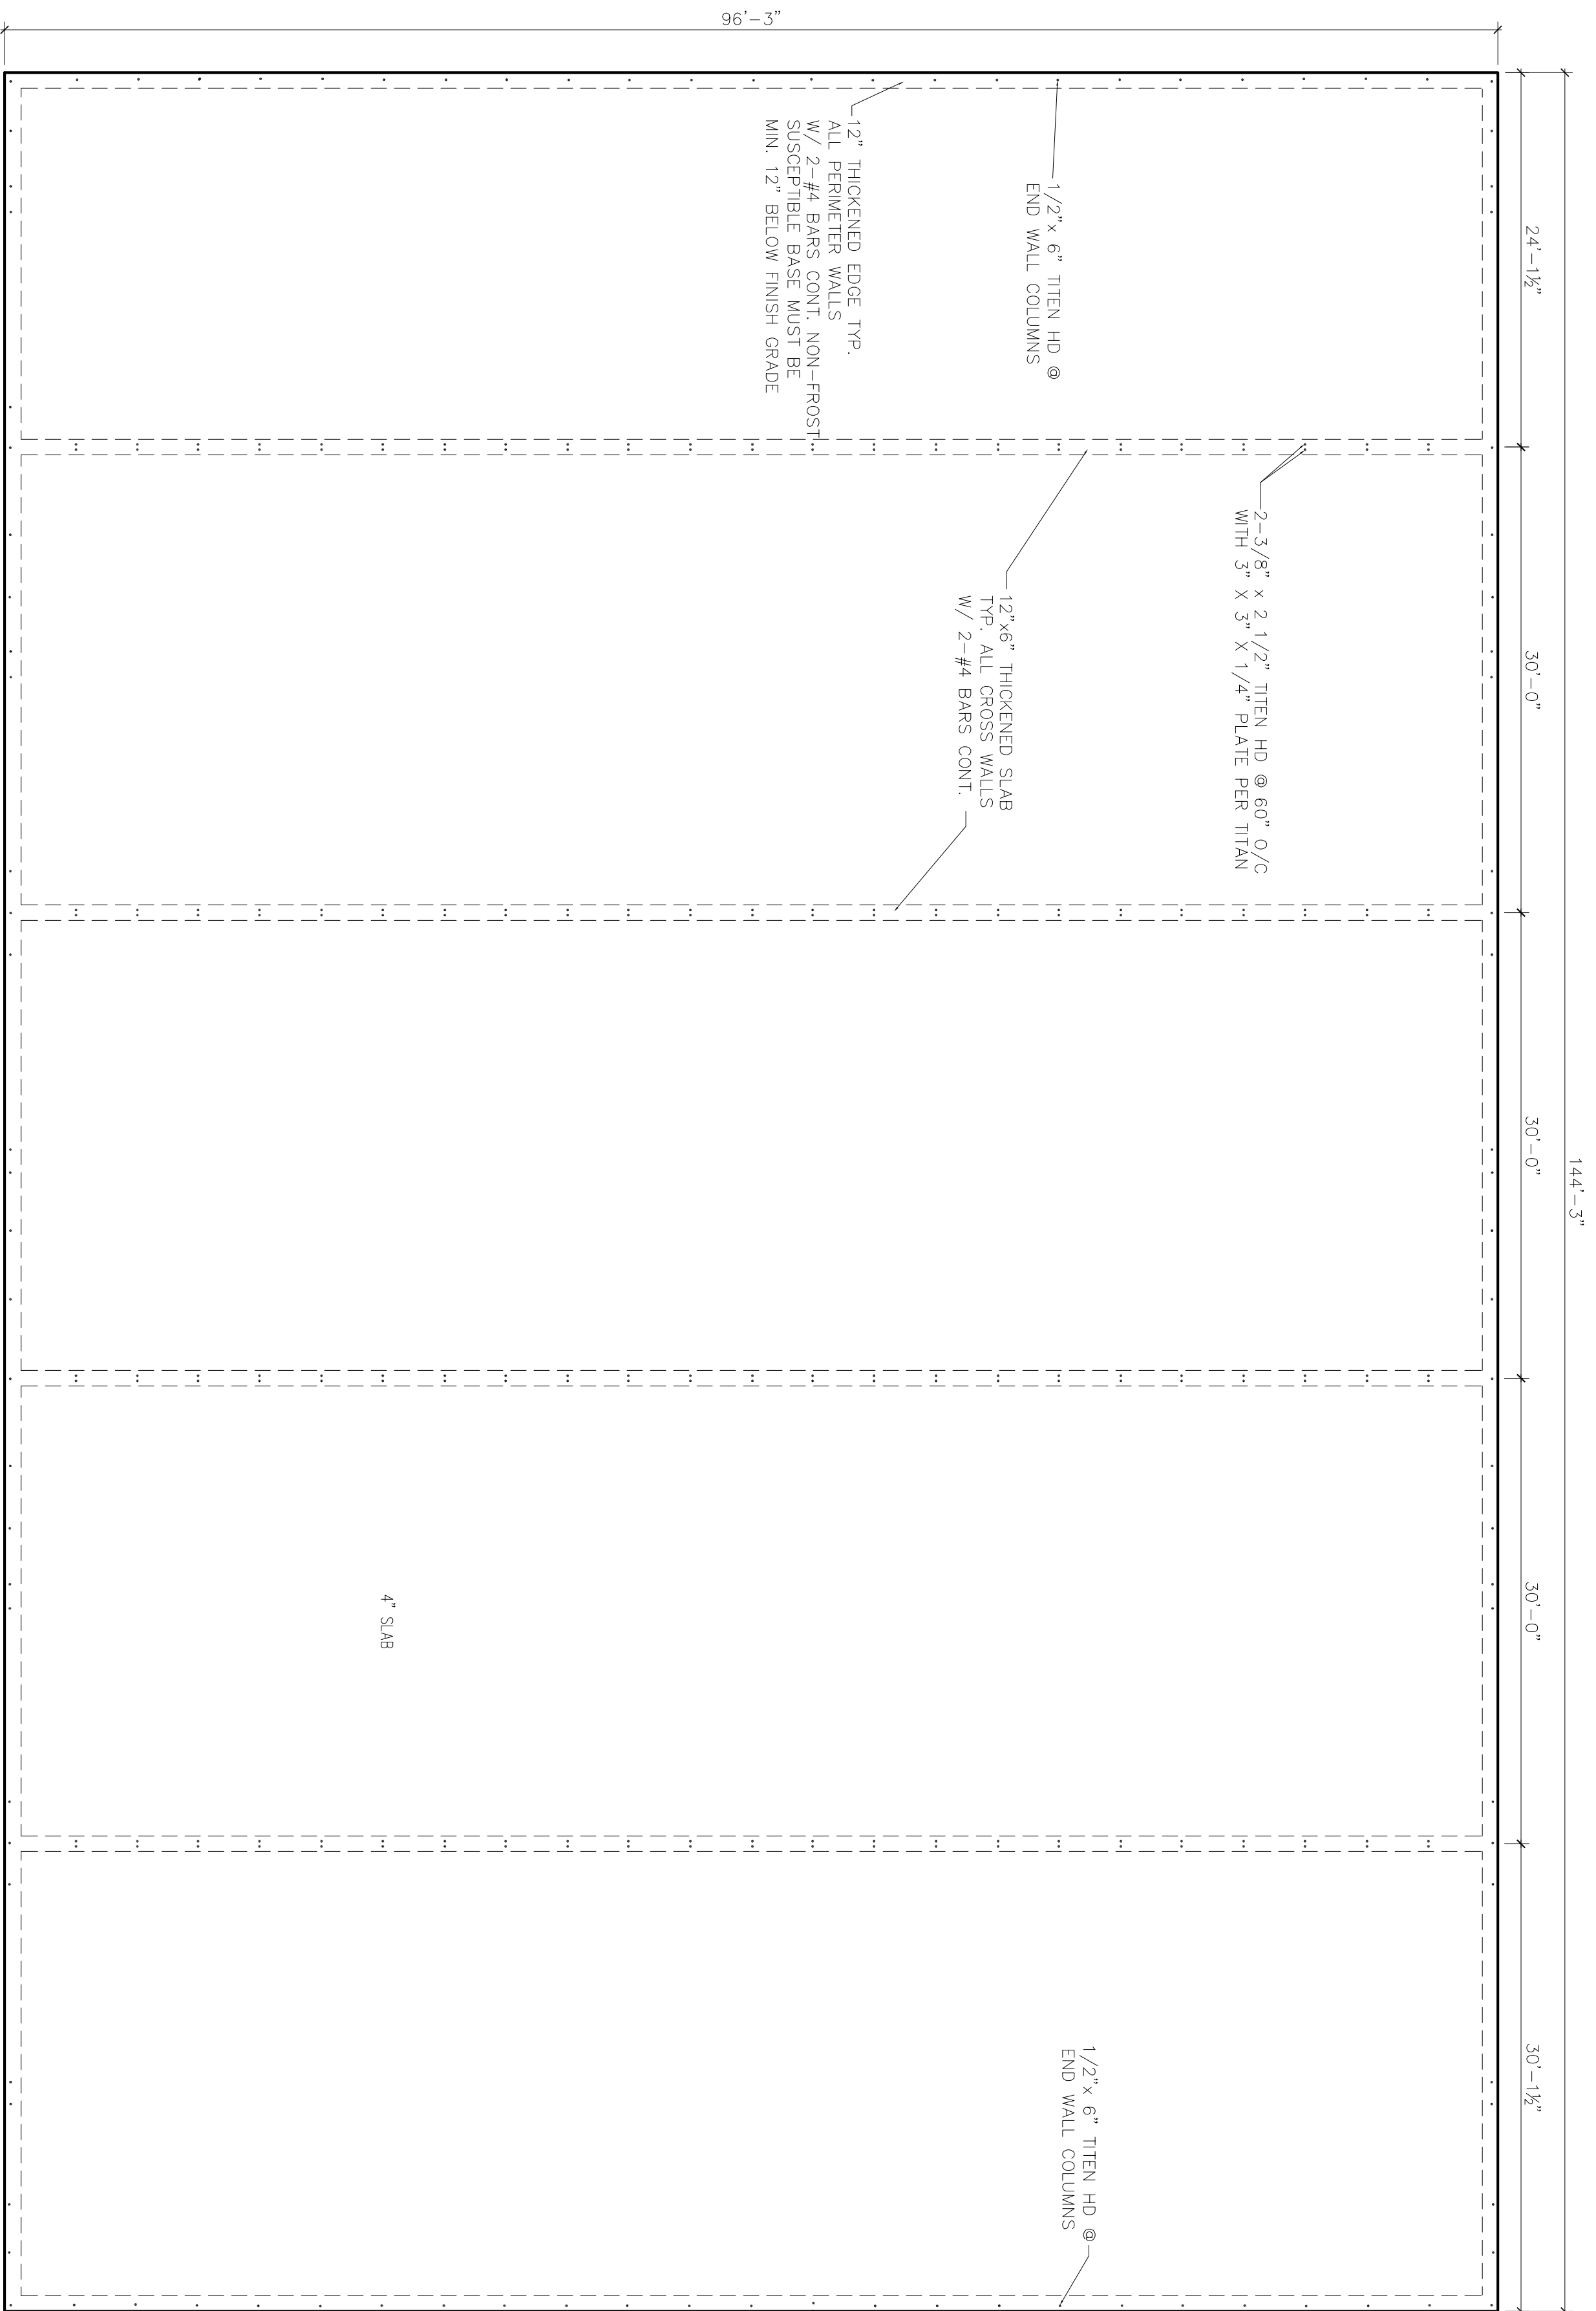 144'-3"
24'-1½"
30'-0"
30'-0"
30'-0"
30'-1½"
96'-3"
2-3/8" x 2 1/2" TITEN HD @ 60" O/C
WITH 3" X 3" X 1/4" PLATE PER TITAN
1/2"x 6" TITEN HD @
END WALL COLUMNS
1/2"x 6" TITEN HD @
END WALL COLUMNS
12"x6" THICKENED SLAB
TYP. ALL CROSS WALLS
W/ 2-#4 BARS CONT.
12" THICKENED EDGE TYP.
ALL PERIMETER WALLS
W/ 2-#4 BARS CONT. NON-FROST
SUSCEPTIBLE BASE MUST BE
MIN. 12" BELOW FINISH GRADE
4" SLAB